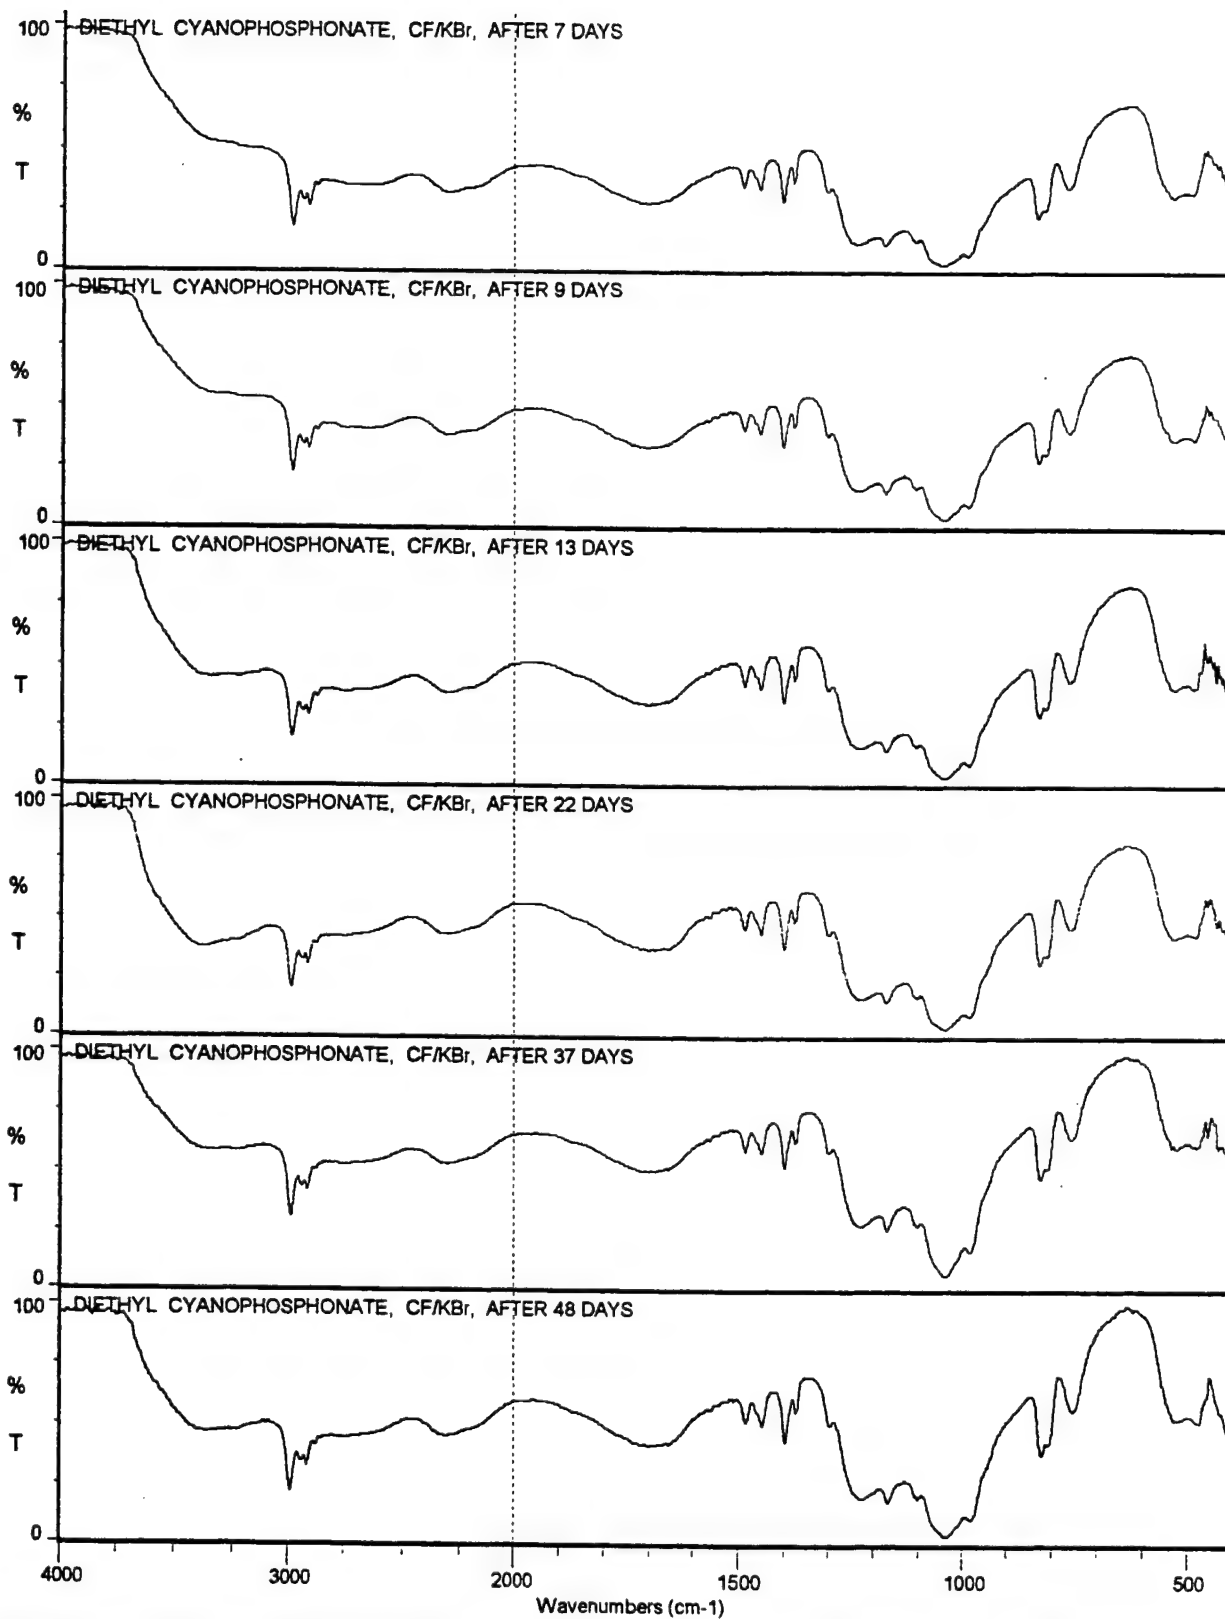 100 DIETHYL CYANOPHOSPHONATE, CF/KBr, AFTER 7 DAYS
%
T
0
100 DIETHYL CYANOPHOSPHONATE, CF/KBr, AFTER 9 DAYS
%
T
0
100 DIETHYL CYANOPHOSPHONATE, CF/KBr, AFTER 13 DAYS
%
T
0
100 DIETHYL CYANOPHOSPHONATE, CF/KBr, AFTER 22 DAYS
%
T
0
100 DIETHYL CYANOPHOSPHONATE, CF/KBr, AFTER 37 DAYS
%
T
0
100 DIETHYL CYANOPHOSPHONATE, CF/KBr, AFTER 48 DAYS
%
T
0
4000 3000 2000 1500 1000 500
Wavenumbers (cm-1)